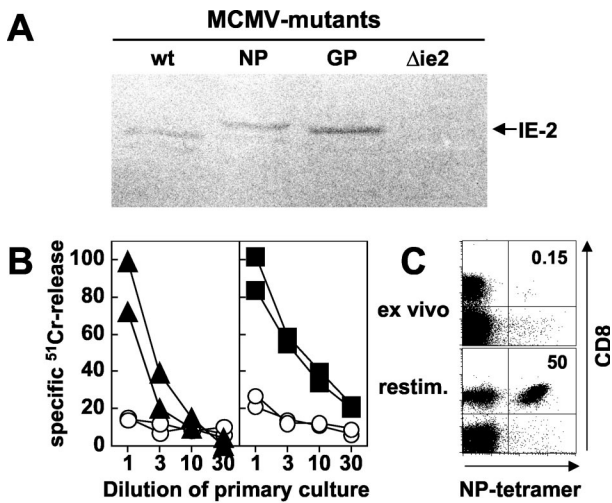 A
MCMV-mutants
wt NP GP Δie2
←IE-2
B
specific ⁵¹Cr-release
100
80
60
40
20
0
1 3 10 30 1 3 10 30
Dilution of primary culture
C
ex vivo
0.15
restim.
50
CD8
NP-tetramer